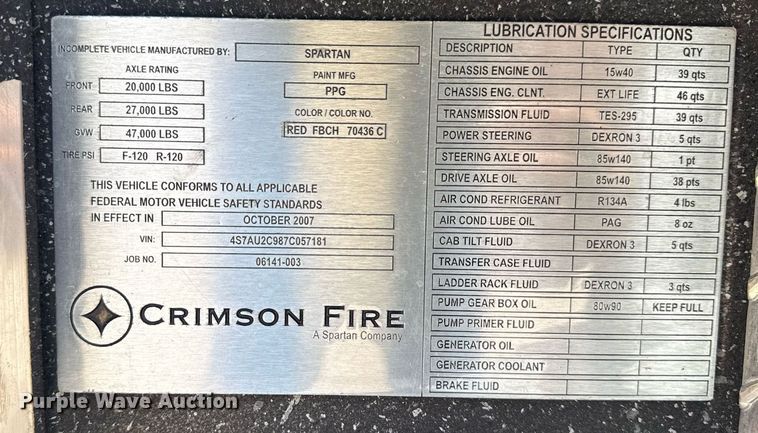 INCOMPLETE VEHICLE MANUFACTURED BY: SPARTAN
AXLE RATING
FRONT 20,000 LBS
REAR 27,000 LBS
GVW 47,000 LBS
TIRE PSI F-120 R-120
PAINT MFG
PPG
COLOR / COLOR NO.
RED FBCH 70436 C
THIS VEHICLE CONFORMS TO ALL APPLICABLE
FEDERAL MOTOR VEHICLE SAFETY STANDARDS
IN EFFECT IN OCTOBER 2007
VIN: 4S7AU2C987C057181
JOB NO. 06141-003
CRIMSON FIRE
A Spartan Company
LUBRICATION SPECIFICATIONS
DESCRIPTION TYPE QTY
CHASSIS ENGINE OIL 15w40 39 qts
CHASSIS ENG. CLNT. EXT LIFE 46 qts
TRANSMISSION FLUID TES-295 39 qts
POWER STEERING DEXRON 3 5 qts
STEERING AXLE OIL 85w140 1 pt
DRIVE AXLE OIL 85w140 38 pts
AIR COND REFRIGERANT R134A 4 lbs
AIR COND LUBE OIL PAG 8 oz
CAB TILT FLUID DEXRON 3 5 qts
TRANSFER CASE FLUID
LADDER RACK FLUID DEXRON 3 3 qts
PUMP GEAR BOX OIL 80w90 KEEP FULL
PUMP PRIMER FLUID
GENERATOR OIL
GENERATOR COOLANT
BRAKE FLUID
Purple Wave Auction